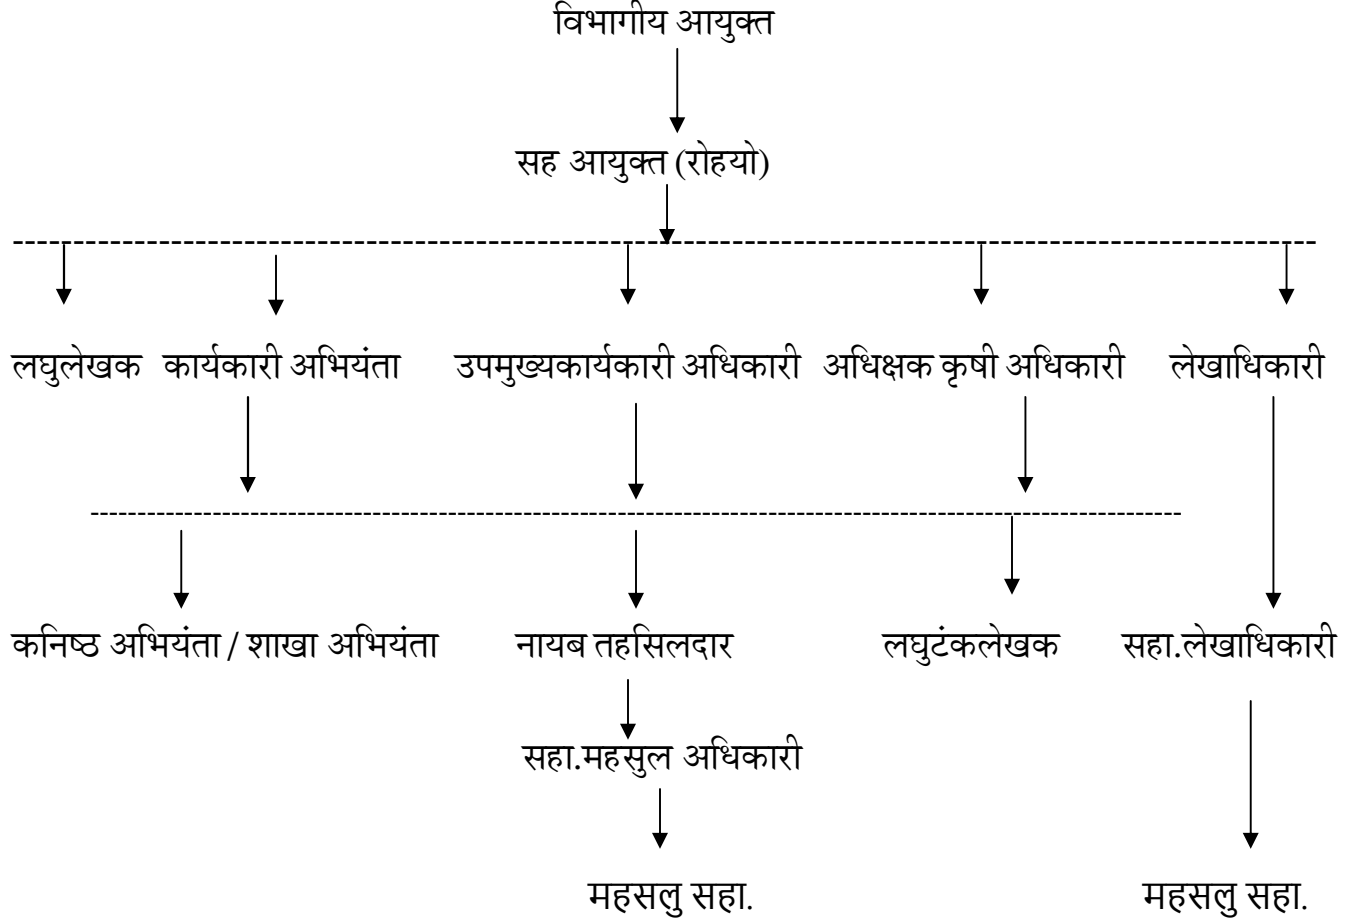 विभागीय आयुक्त
सह आयुक्त (रोहयो)
लघुलेखक कार्यकारी अभियंता उपमुख्यकार्यकारी अधिकारी अधिक्षक कृषी अधिकारी लेखाधिकारी
कनिष्ठ अभियंता / शाखा अभियंता नायब तहसिलदार लघुटंकलेखक सहा.लेखाधिकारी
सहा.महसुल अधिकारी
महसलु सहा. महसलु सहा.